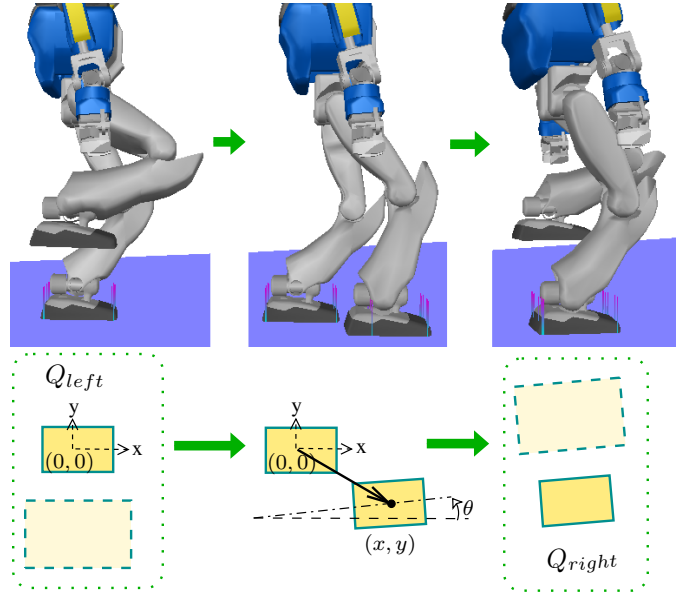 Q_left
y
x
(0, 0)
y
x
(0, 0)
θ
(x, y)
Q_right